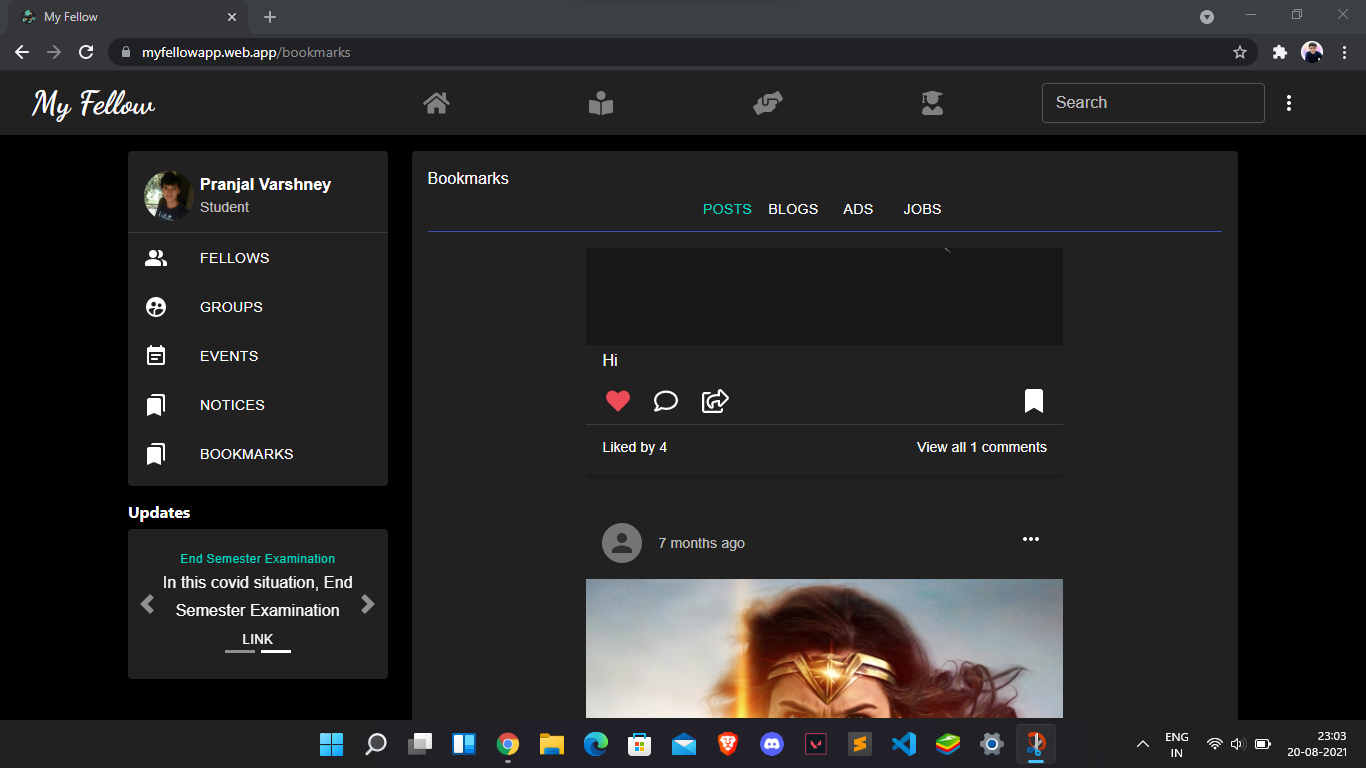 My Fellow
myfellowapp.web.app/bookmarks
My Fellow
Search
Pranjal Varshney
Student
FELLOWS
GROUPS
EVENTS
NOTICES
BOOKMARKS
Updates
End Semester Examination
In this covid situation, End
Semester Examination
LINK
Bookmarks
POSTS BLOGS ADS JOBS
Hi
Liked by 4 View all 1 comments
7 months ago
ENG
IN
23:03
20-08-2021